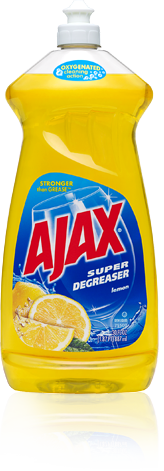 OXYGENATED
cleaning
action
STRONGER
than GREASE
AJAX®
SUPER
DEGREASER
lemon